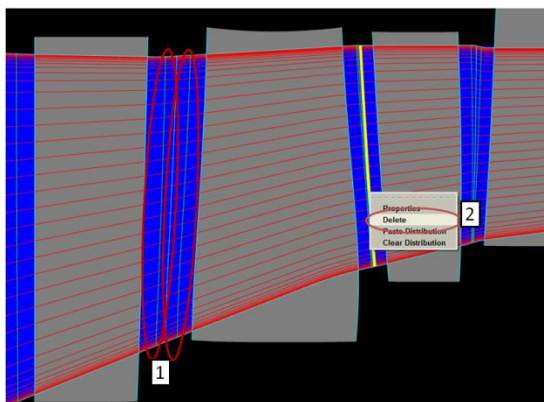 Properties
Delete
Paste Distribution
Clear Distribution
2
1